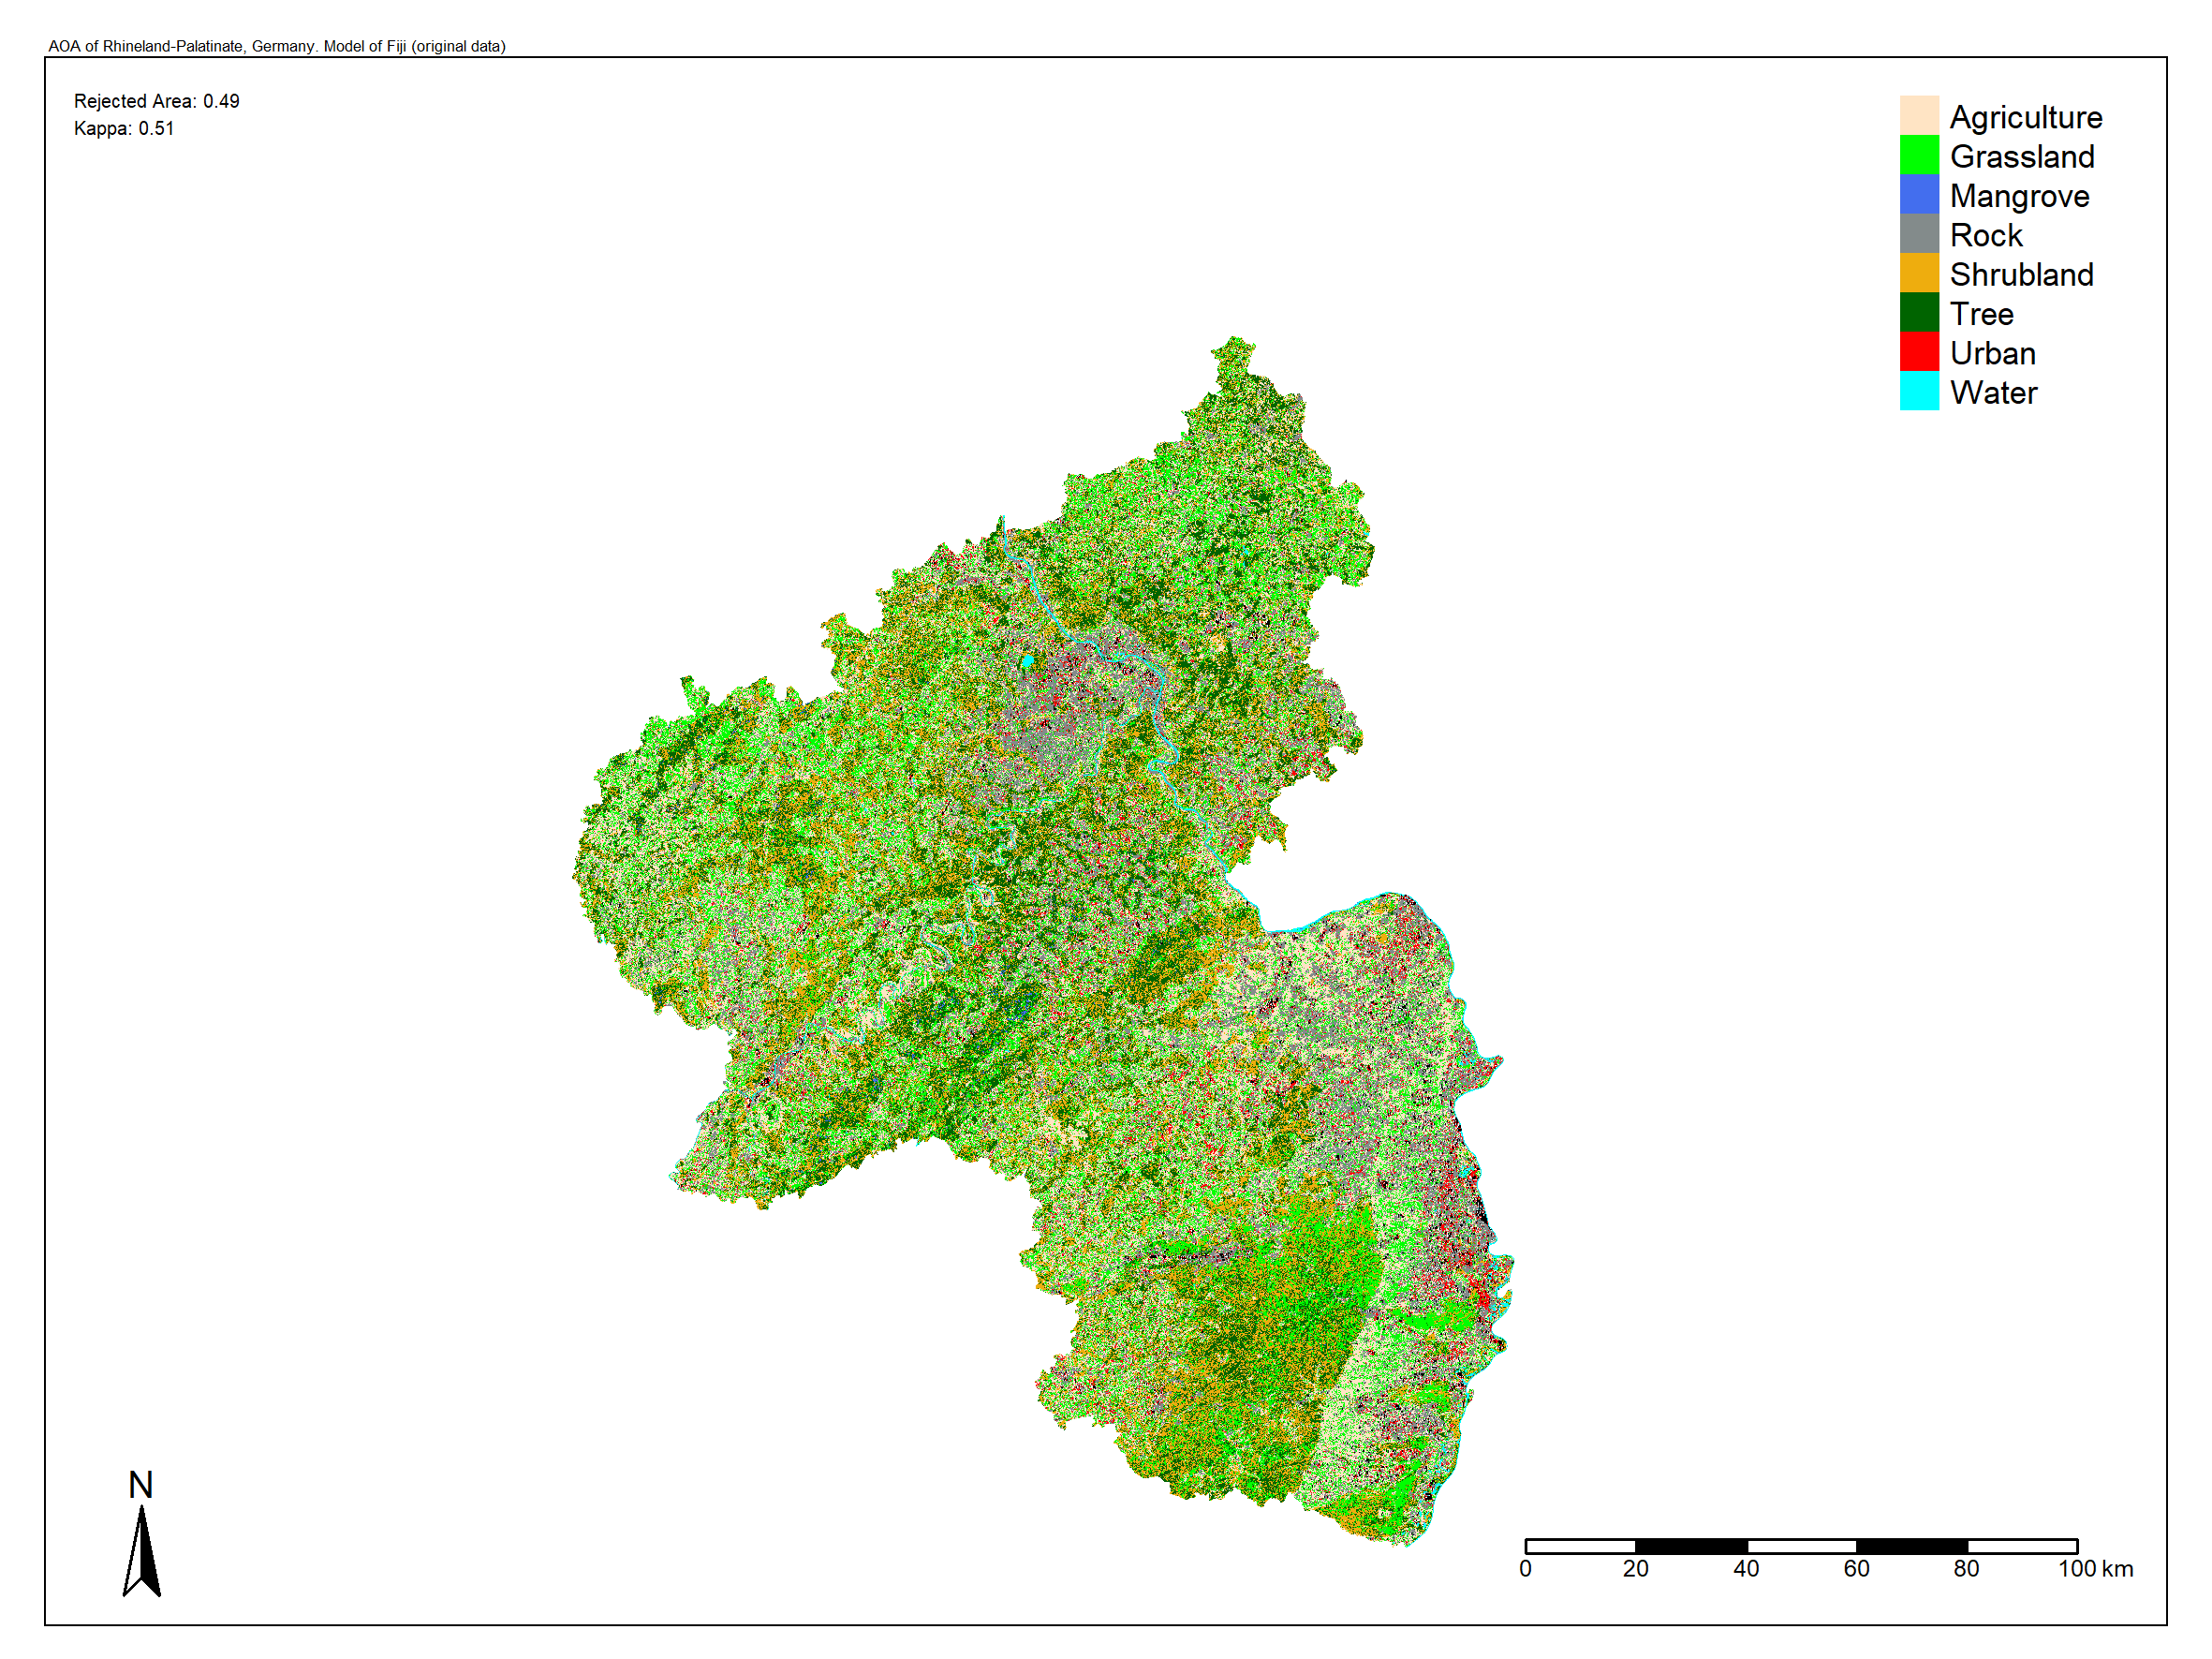 AOA of Rhineland-Palatinate, Germany. Model of Fiji (original data)
Rejected Area: 0.49
Kappa: 0.51
Agriculture
Grassland
Mangrove
Rock
Shrubland
Tree
Urban
Water
N
0 20 40 60 80 100 km